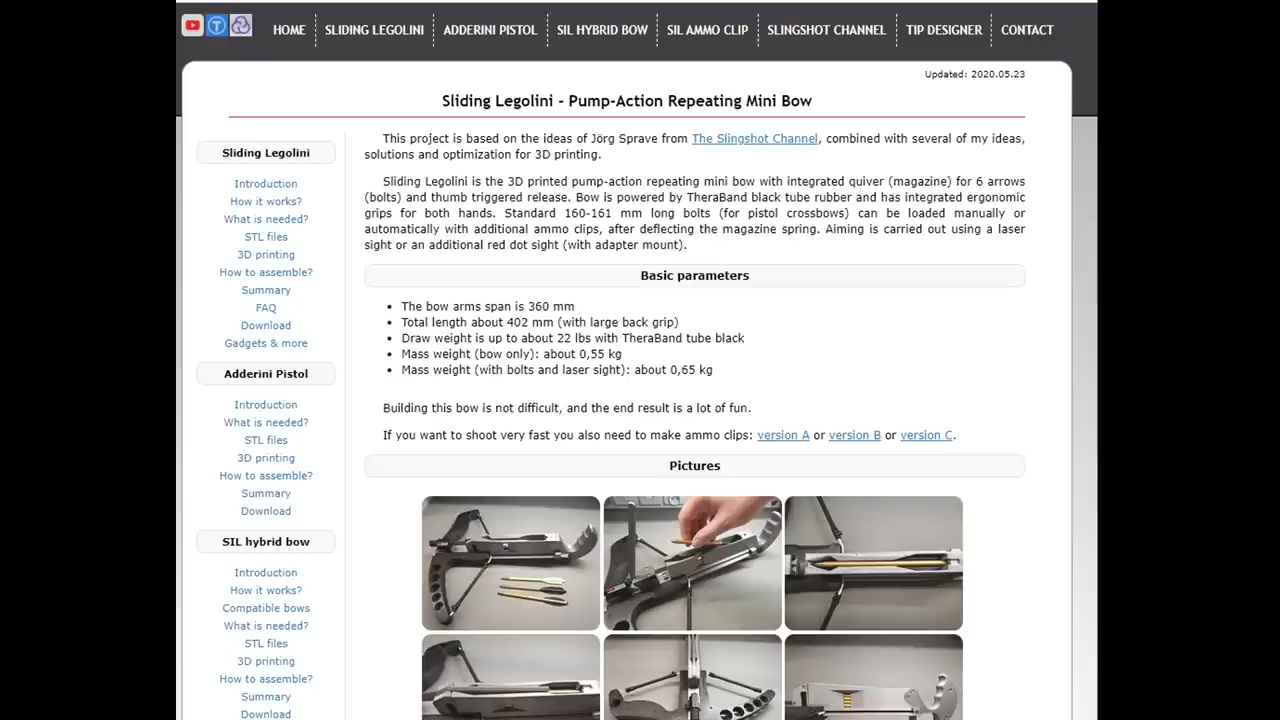 HOME SLIDING LEGOLINI ADDERINI PISTOL SIL HYBRID BOW SIL AMMO CLIP SLINGSHOT CHANNEL TIP DESIGNER CONTACT
Updated: 2020.05.23
Sliding Legolini - Pump-Action Repeating Mini Bow
Sliding Legolini
Introduction
How it works?
What is needed?
STL files
3D printing
How to assemble?
Summary
FAQ
Download
Gadgets & more
Adderini Pistol
Introduction
What is needed?
STL files
3D printing
How to assemble?
Summary
Download
SIL hybrid bow
Introduction
How it works?
Compatible bows
What is needed?
STL files
3D printing
How to assemble?
Summary
Download
This project is based on the ideas of Jörg Sprave from The Slingshot Channel, combined with several of my ideas,
solutions and optimization for 3D printing.
Sliding Legolini is the 3D printed pump-action repeating mini bow with integrated quiver (magazine) for 6 arrows
(bolts) and thumb triggered release. Bow is powered by TheraBand black tube rubber and has integrated ergonomic
grips for both hands. Standard 160-161 mm long bolts (for pistol crossbows) can be loaded manually or
automatically with additional ammo clips, after deflecting the magazine spring. Aiming is carried out using a laser
sight or an additional red dot sight (with adapter mount).
Basic parameters
• The bow arms span is 360 mm
• Total length about 402 mm (with large back grip)
• Draw weight is up to about 22 lbs with TheraBand tube black
• Mass weight (bow only): about 0,55 kg
• Mass weight (with bolts and laser sight): about 0,65 kg
Building this bow is not difficult, and the end result is a lot of fun.
If you want to shoot very fast you also need to make ammo clips: version A or version B or version C.
Pictures